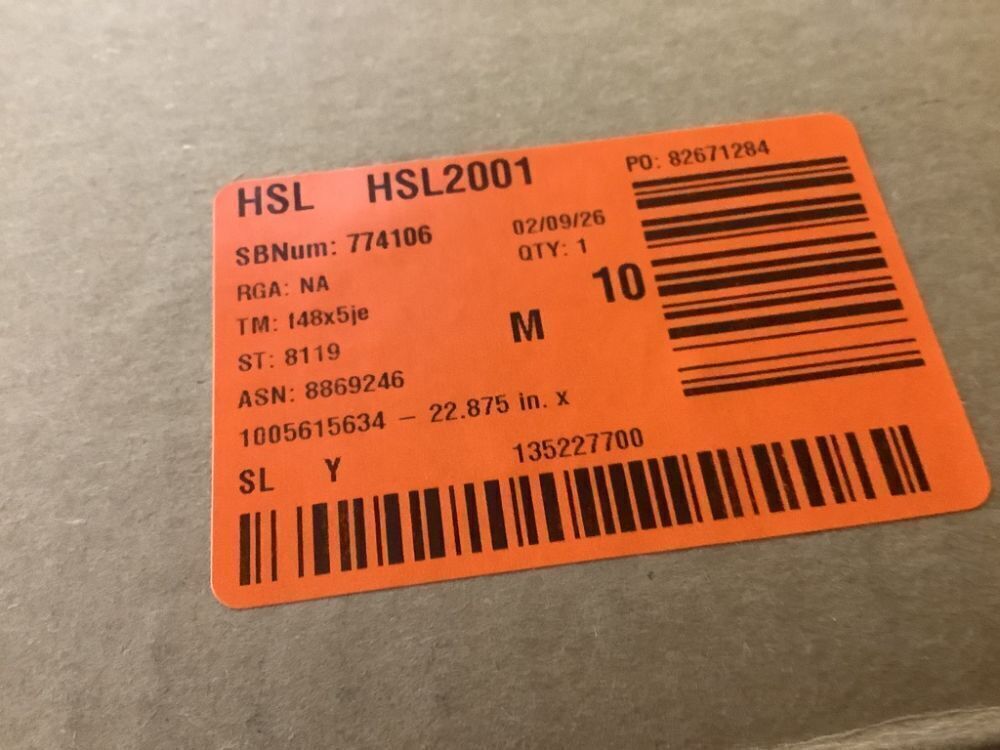 HSL HSL2001
PO: 82671284
SBNum: 774106
02/09/26
RGA: NA
QTY: 1
10
TM: f48x5je
M
ST: 8119
ASN: 8869246
1005615634 – 22.875 in. x
SL Y
135227700